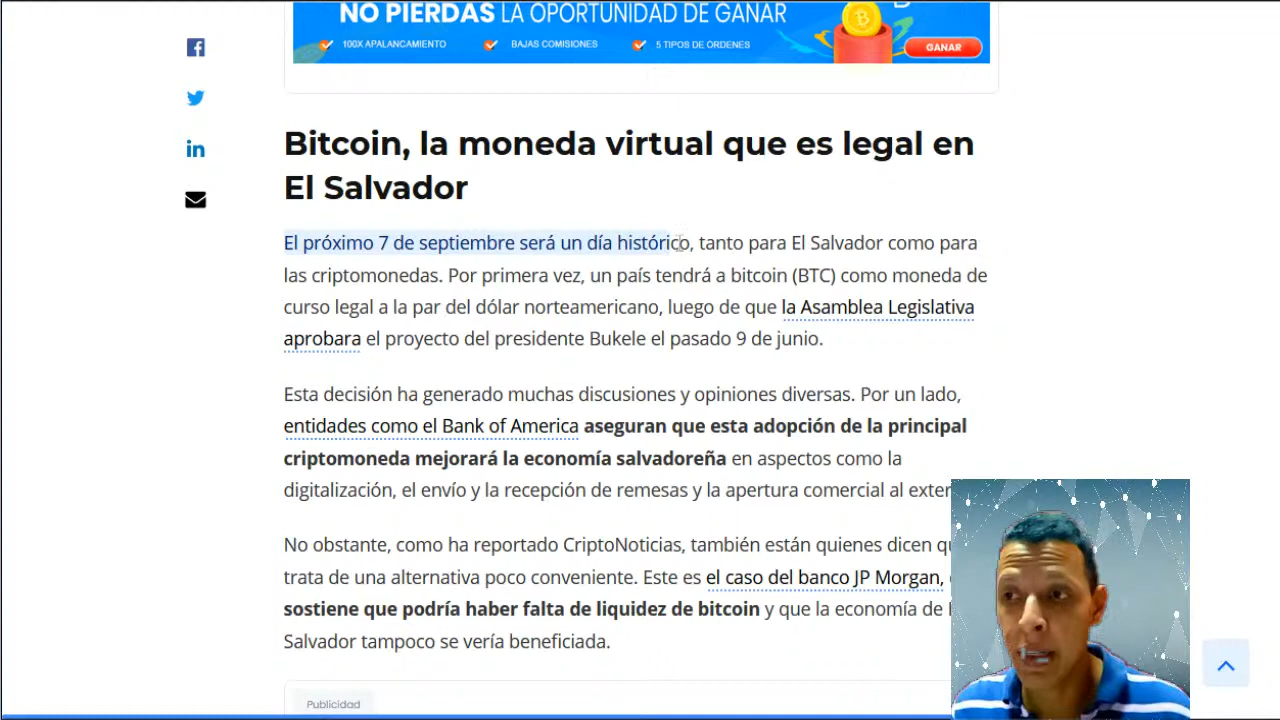 NO PIERDAS LA OPORTUNIDAD DE GANAR
100X APALANCAMIENTO BAJAS COMISIONES 5 TIPOS DE ORDENES GANAR
Bitcoin, la moneda virtual que es legal en
El Salvador
El próximo 7 de septiembre será un día histórico, tanto para El Salvador como para
las criptomonedas. Por primera vez, un país tendrá a bitcoin (BTC) como moneda de
curso legal a la par del dólar norteamericano, luego de que la Asamblea Legislativa
aprobara el proyecto del presidente Bukele el pasado 9 de junio.
Esta decisión ha generado muchas discusiones y opiniones diversas. Por un lado,
entidades como el Bank of America aseguran que esta adopción de la principal
criptomoneda mejorará la economía salvadoreña en aspectos como la
digitalización, el envío y la recepción de remesas y la apertura comercial al
No obstante, como ha reportado CriptoNoticias, también están quienes dicen
trata de una alternativa poco conveniente. Este es el caso del banco JP Morgan,
sostiene que podría haber falta de liquidez de bitcoin y que la economía de
Salvador tampoco se vería beneficiada.
Publicidad